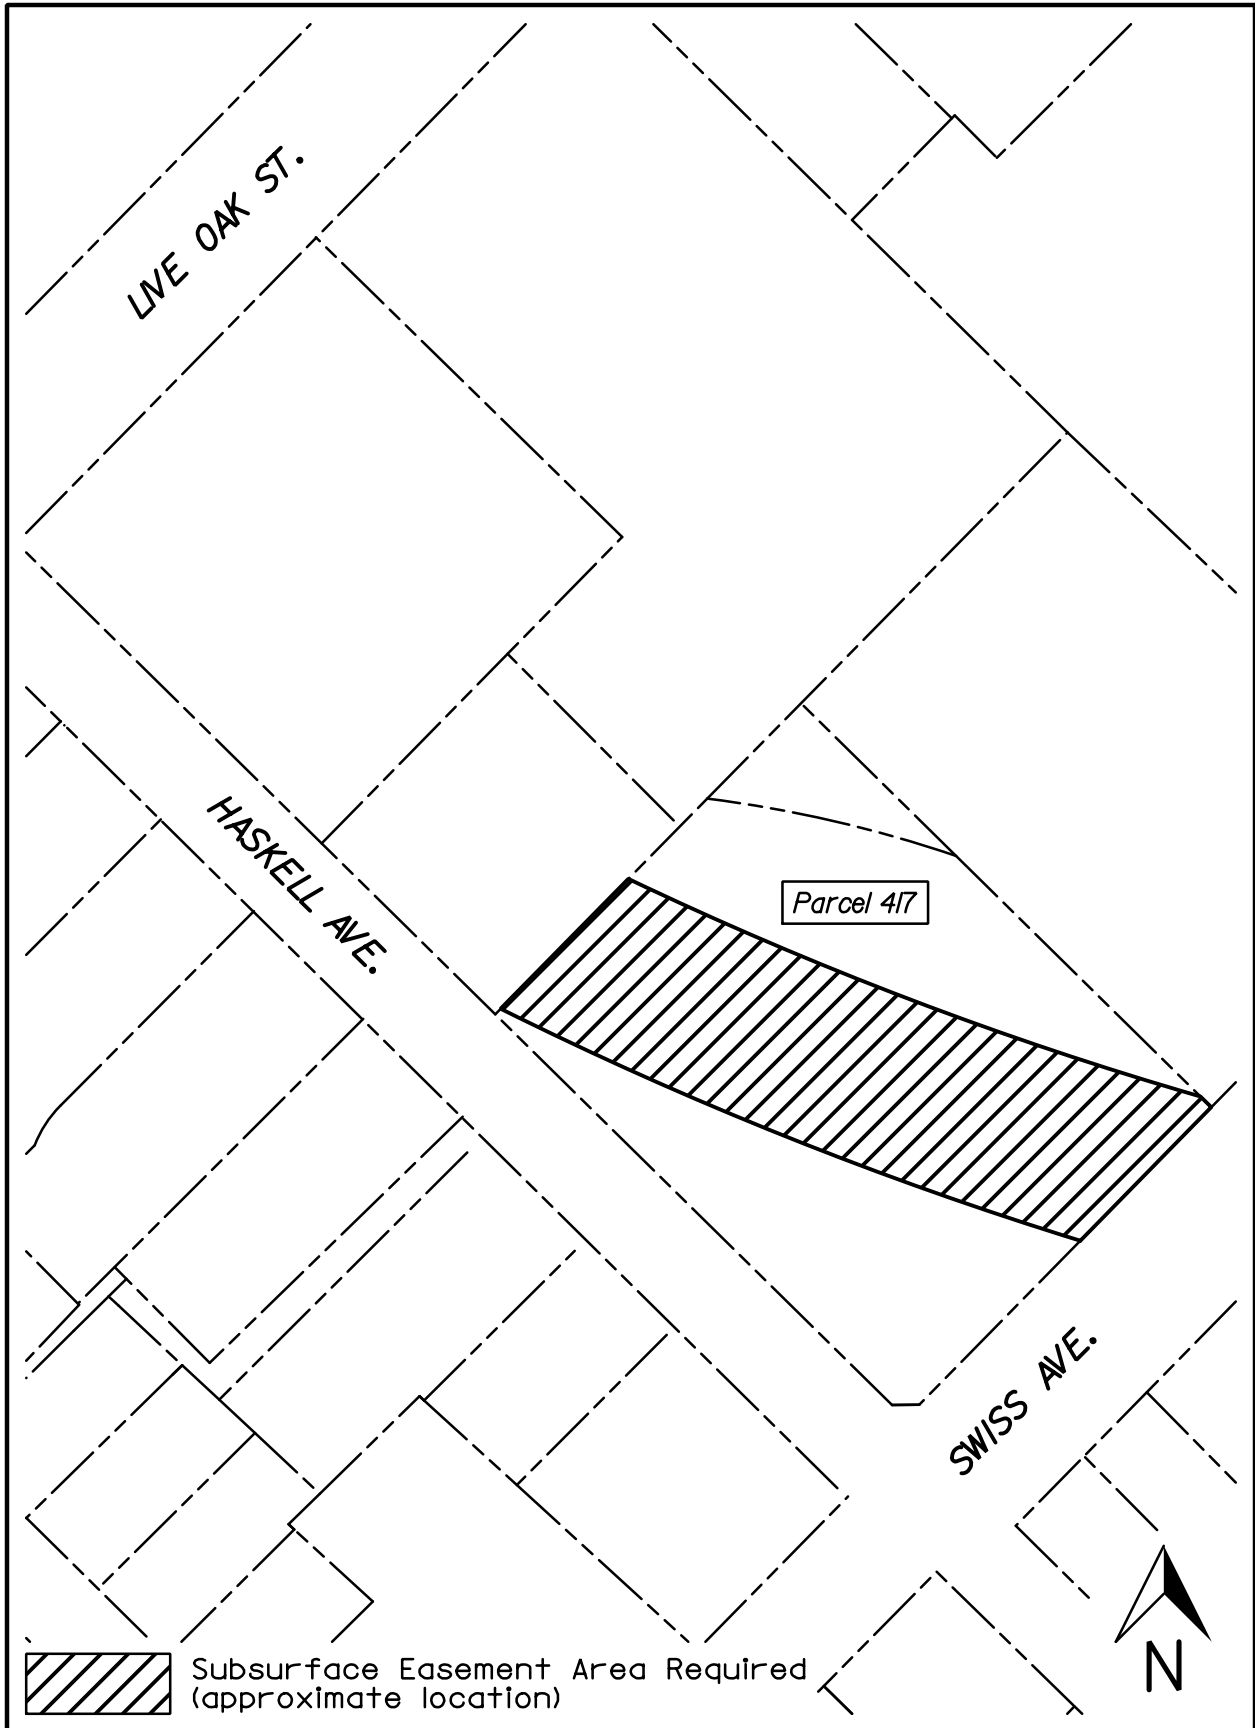 LIVE OAK ST.
HASKELL AVE.
Parcel 417
SWISS AVE.
N
Subsurface Easement Area Required
(approximate location)